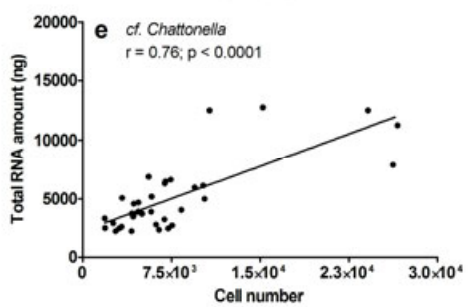 e cf. Chattonella
r = 0.76; p < 0.0001
Total RNA amount (ng)
20000
15000
10000
5000
0
0 7.5×10³ 1.5×10⁴ 2.3×10⁴ 3.0×10⁴
Cell number